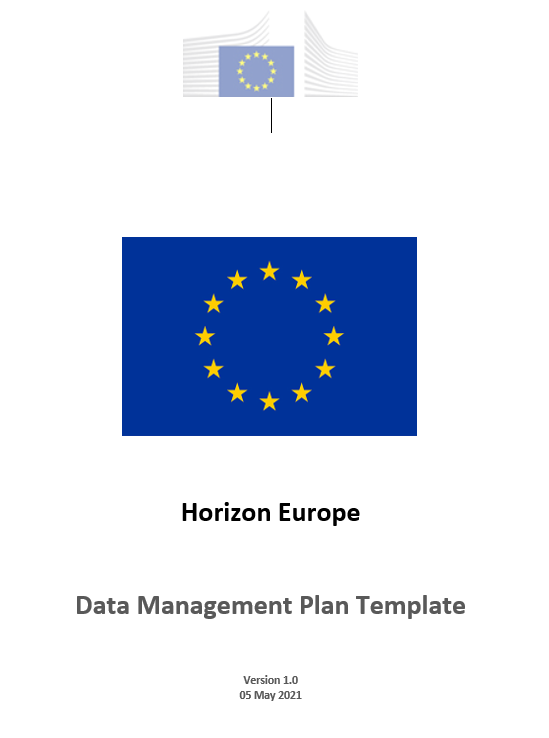 Horizon Europe
Data Management Plan Template
Version 1.0
05 May 2021